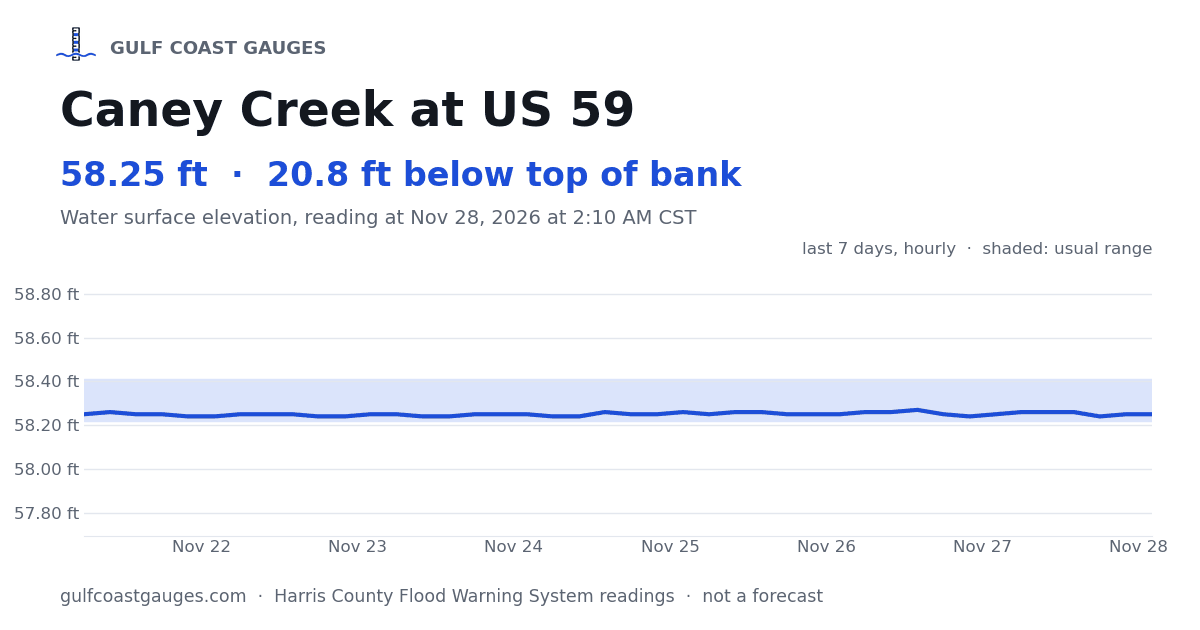 GULF COAST GAUGES
Caney Creek at US 59
58.25 ft · 20.8 ft below top of bank
Water surface elevation, reading at Nov 28, 2026 at 2:10 AM CST
last 7 days, hourly · shaded: usual range
58.80 ft
58.60 ft
58.40 ft
58.20 ft
58.00 ft
57.80 ft
Nov 22 Nov 23 Nov 24 Nov 25 Nov 26 Nov 27 Nov 28
gulfcoastgauges.com · Harris County Flood Warning System readings · not a forecast